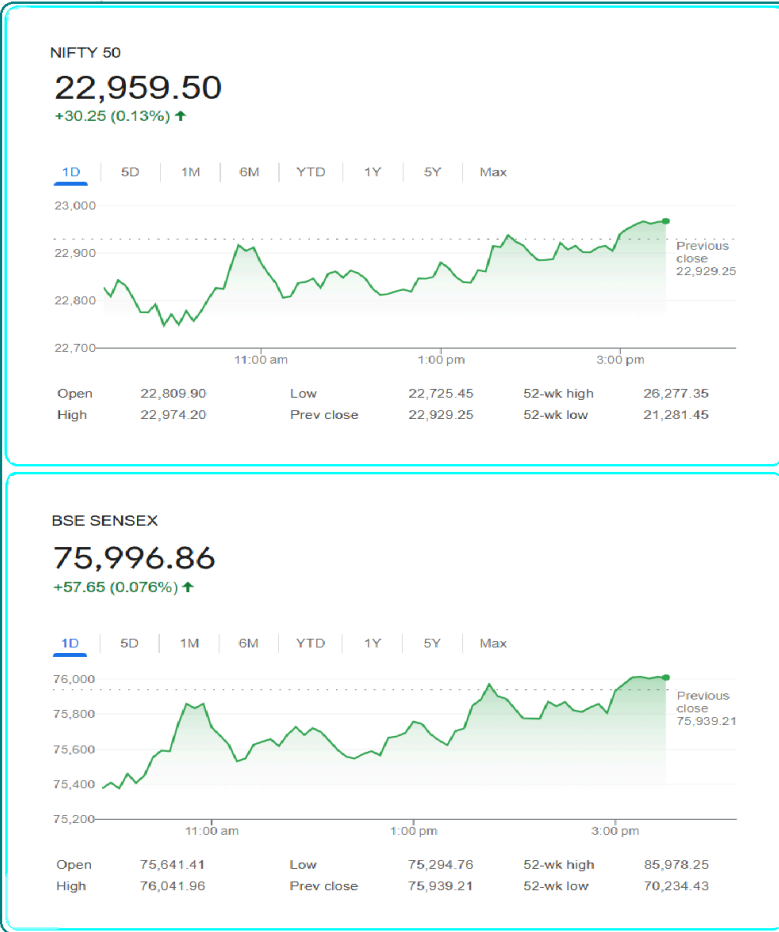 NIFTY 50
22,959.50
+30.25 (0.13%) ↑
1D 5D 1M 6M YTD 1Y 5Y Max
23,000
22,900
22,800
22,700
Previous
close
22,929.25
11:00 am 1:00 pm 3:00 pm
Open 22,809.90 Low 22,725.45 52-wk high 26,277.35
High 22,974.20 Prev close 22,929.25 52-wk low 21,281.45
BSE SENSEX
75,996.86
+57.65 (0.076%) ↑
1D 5D 1M 6M YTD 1Y 5Y Max
76,000
75,800
75,600
75,400
75,200
Previous
close
75,939.21
11:00 am 1:00 pm 3:00 pm
Open 75,641.41 Low 75,294.76 52-wk high 85,978.25
High 76,041.96 Prev close 75,939.21 52-wk low 70,234.43